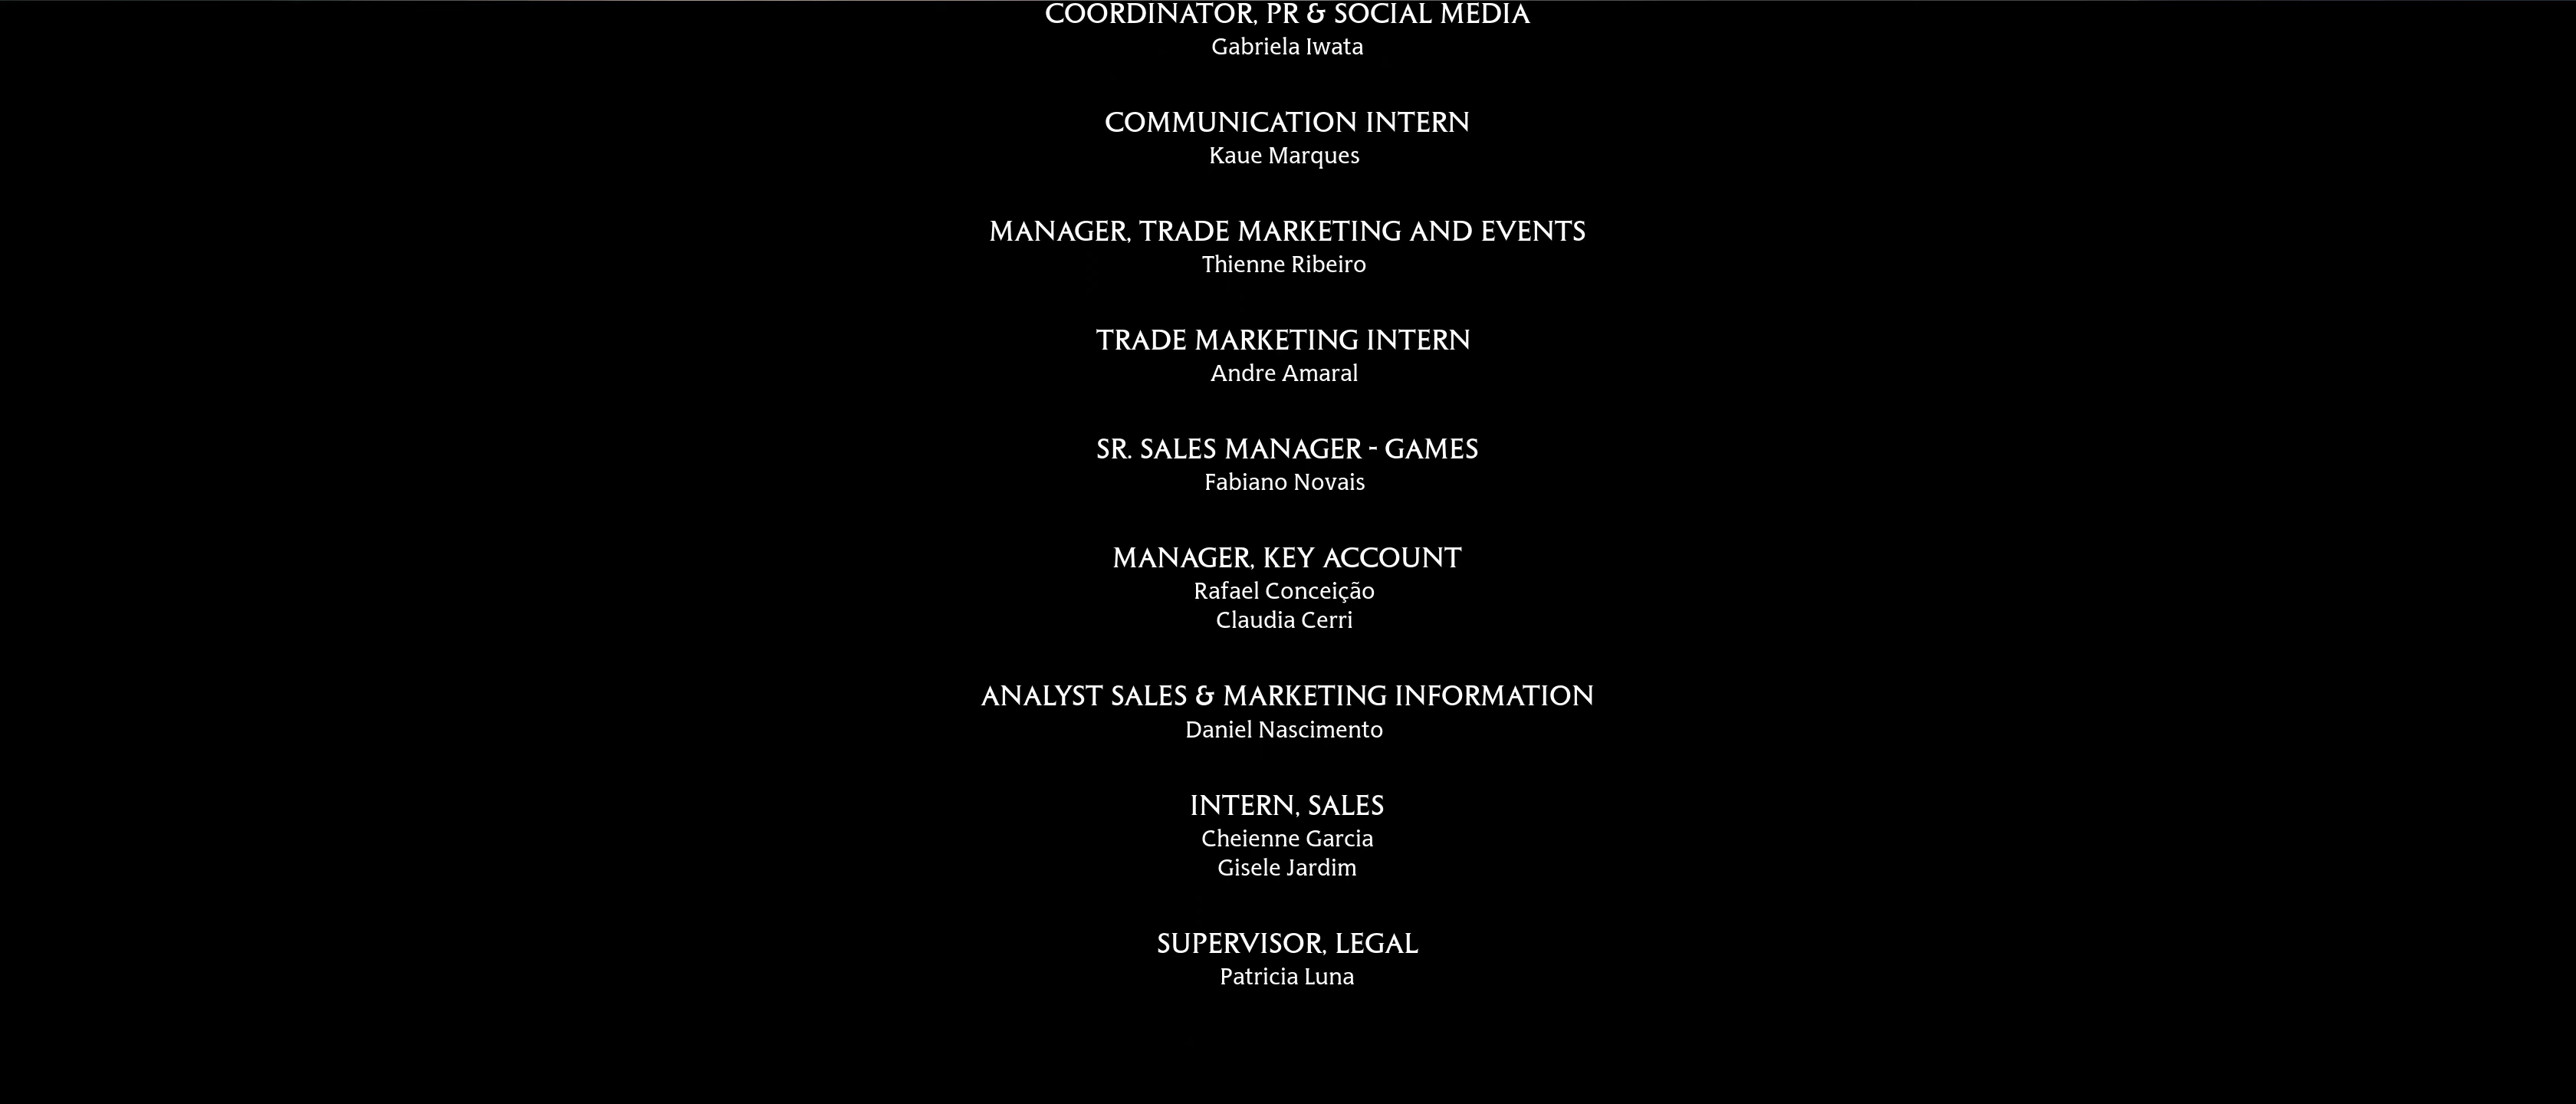 COORDINATOR, PR & SOCIAL MEDIA
Gabriela Iwata
COMMUNICATION INTERN
Kaue Marques
MANAGER, TRADE MARKETING AND EVENTS
Thienne Ribeiro
TRADE MARKETING INTERN
Andre Amaral
SR. SALES MANAGER - GAMES
Fabiano Novais
MANAGER, KEY ACCOUNT
Rafael Conceição
Claudia Cerri
ANALYST SALES & MARKETING INFORMATION
Daniel Nascimento
INTERN, SALES
Cheienne Garcia
Gisele Jardim
SUPERVISOR, LEGAL
Patricia Luna